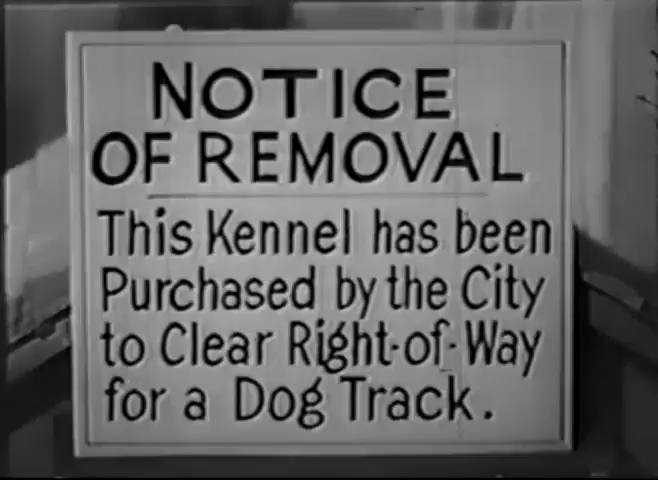 NOTICE
OF REMOVAL
This Kennel has been
Purchased by the City
to Clear Right-of-Way
for a Dog Track.